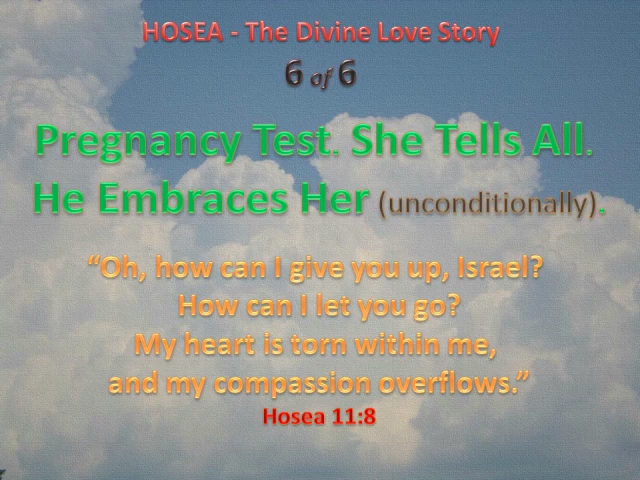 HOSEA - The Divine Love Story
6 of 6
Pregnancy Test. She Tells All.
He Embraces Her (unconditionally).
“Oh, how can I give you up, Israel?
How can I let you go?
My heart is torn within me,
and my compassion overflows.”
Hosea 11:8